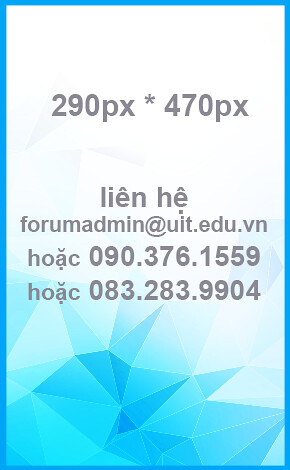 290px * 470px
liên hệ
forumadmin@uit.edu.vn
hoặc 090.376.1559
hoặc 083.283.9904